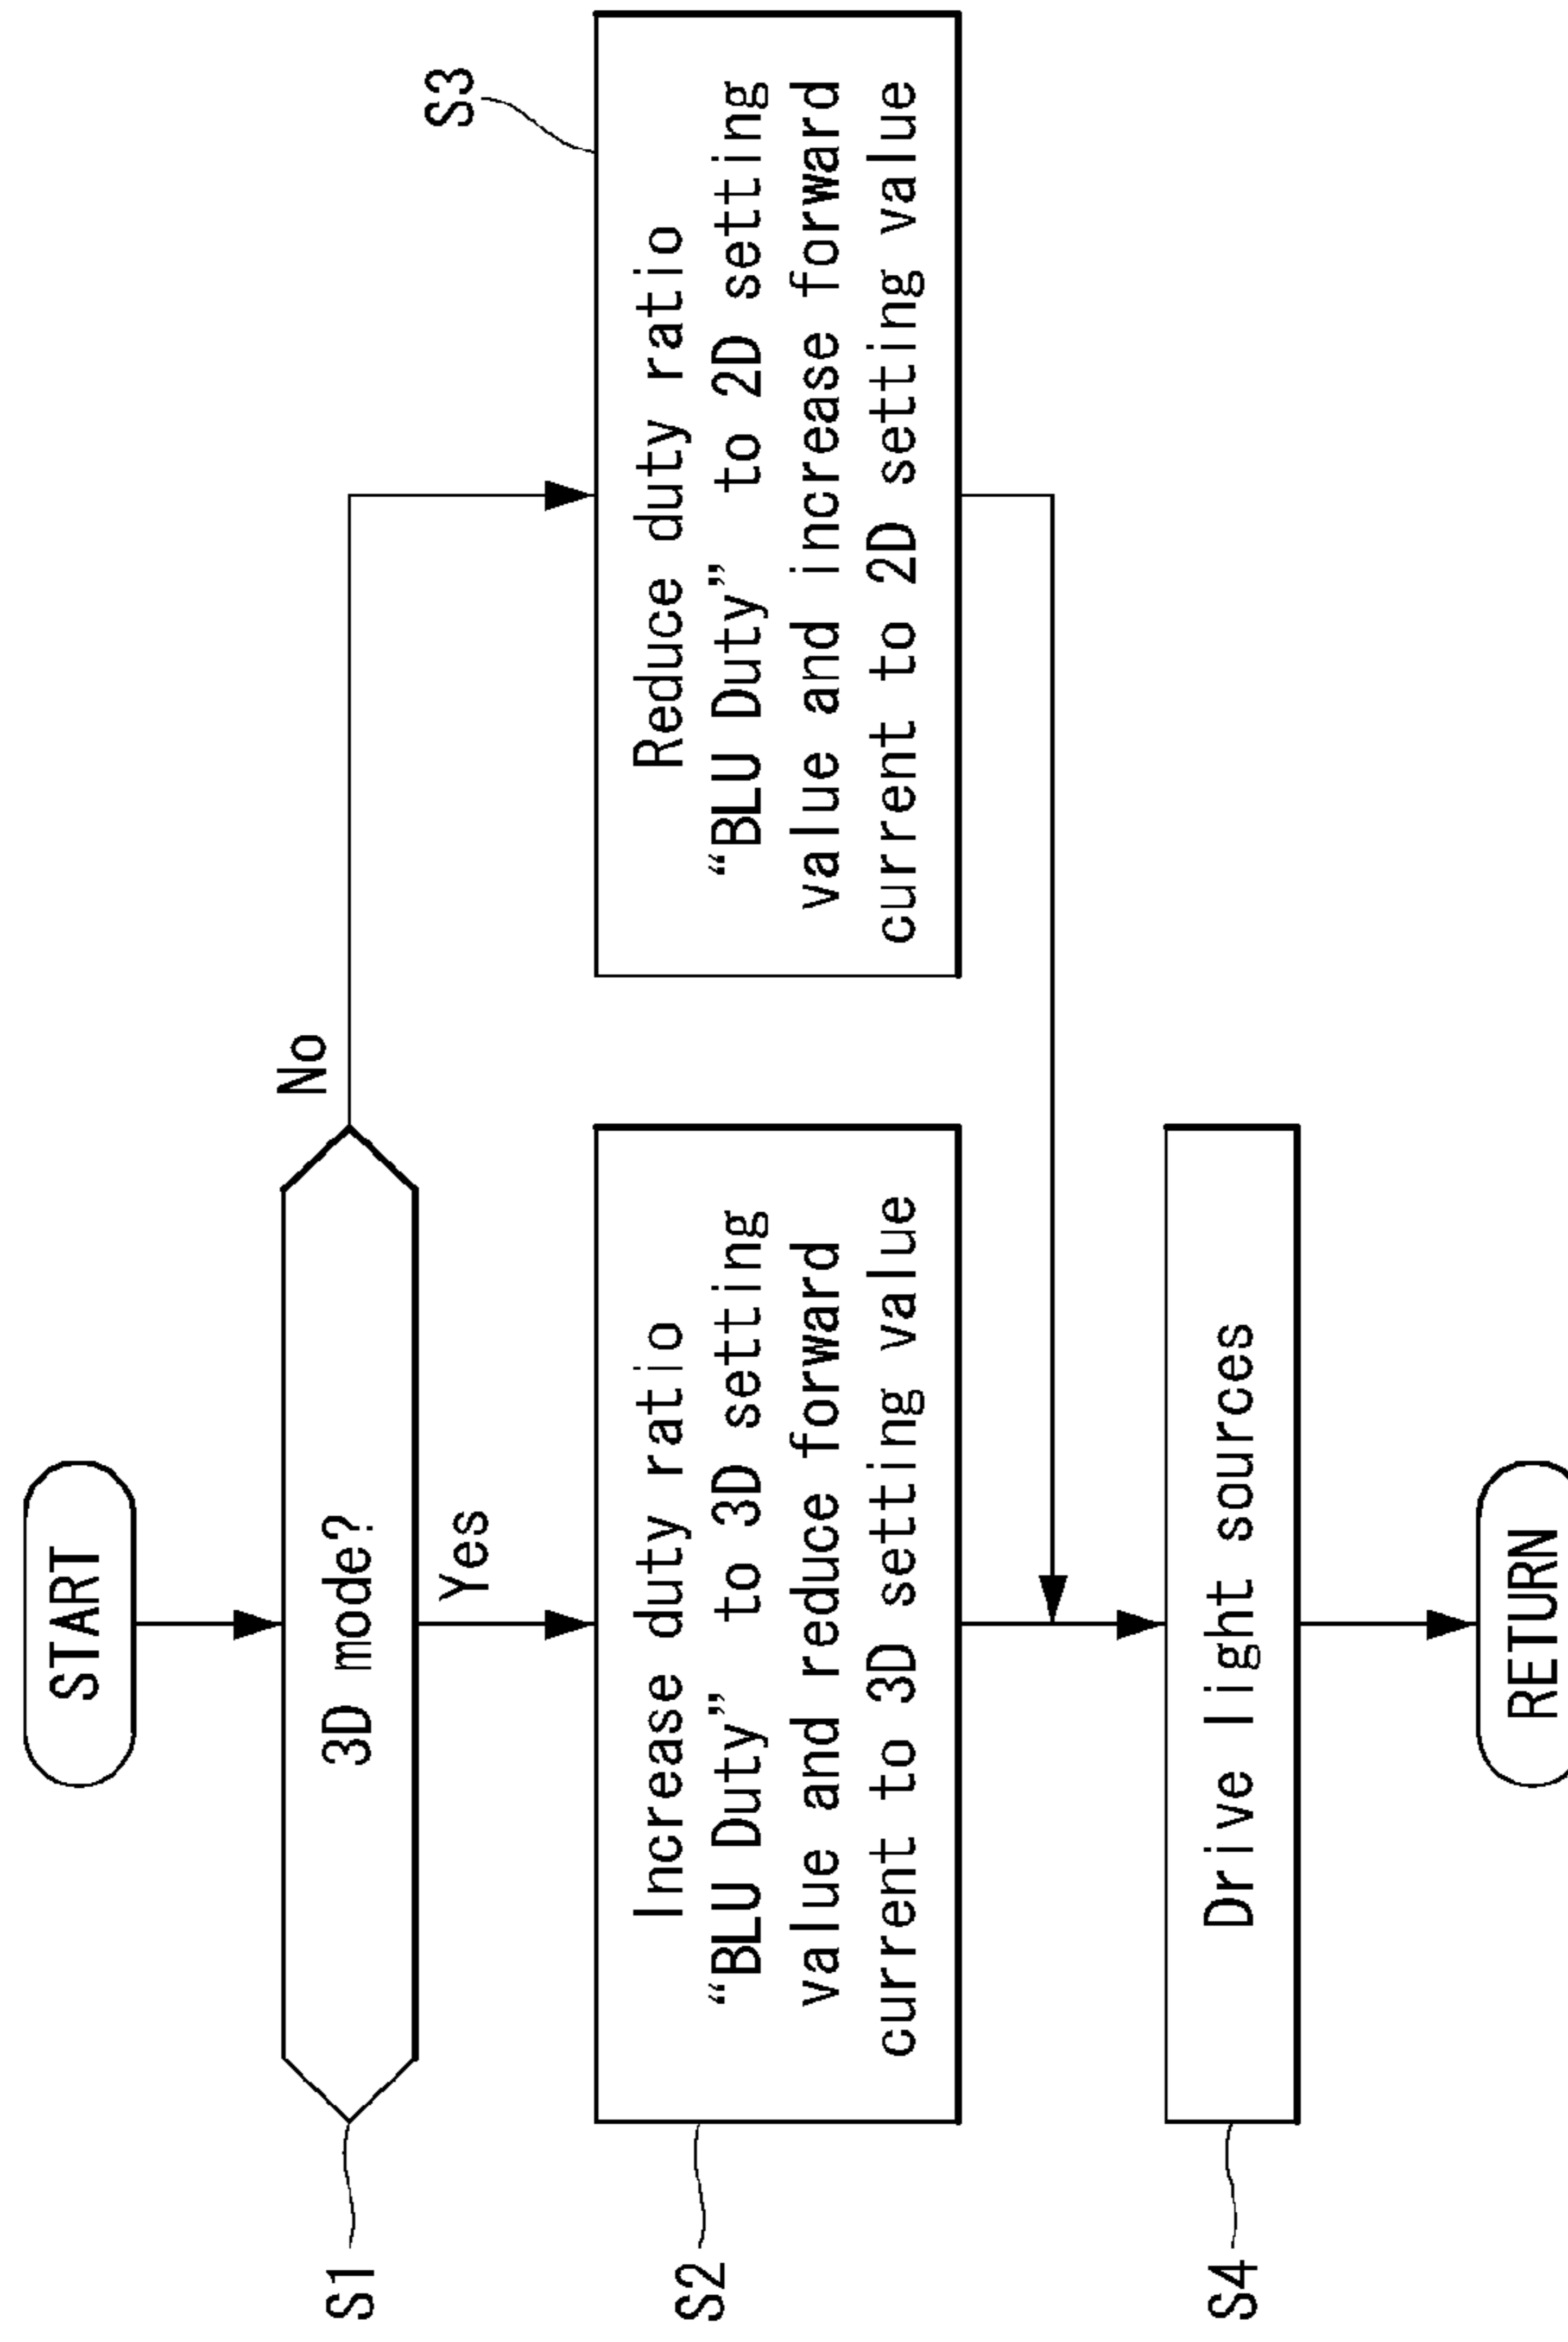 START
S1
3D mode?
No
Yes
S2
Increase duty ratio
“BLU Duty” to 3D setting
value and reduce forward
current to 3D setting value
S3
Reduce duty ratio
“BLU Duty” to 2D setting
value and increase forward
current to 2D setting value
S4
Drive light sources
RETURN